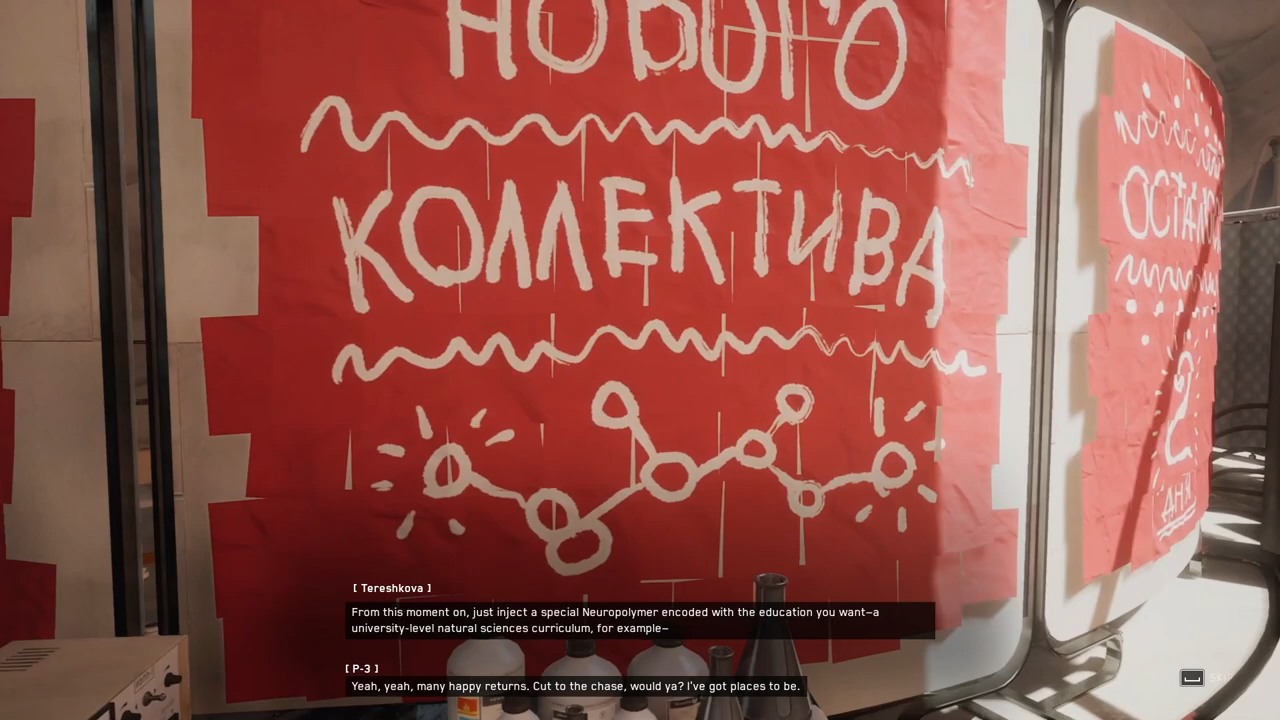 НОВОГО
КОЛЛЕКТИВА
ДНЯ
[ Tereshkova ]
From this moment on, just inject a special Neuropolymer encoded with the education you want—a
university-level natural sciences curriculum, for example—
[ P-3 ]
Yeah, yeah, many happy returns. Cut to the chase, would ya? I've got places to be.
Skip